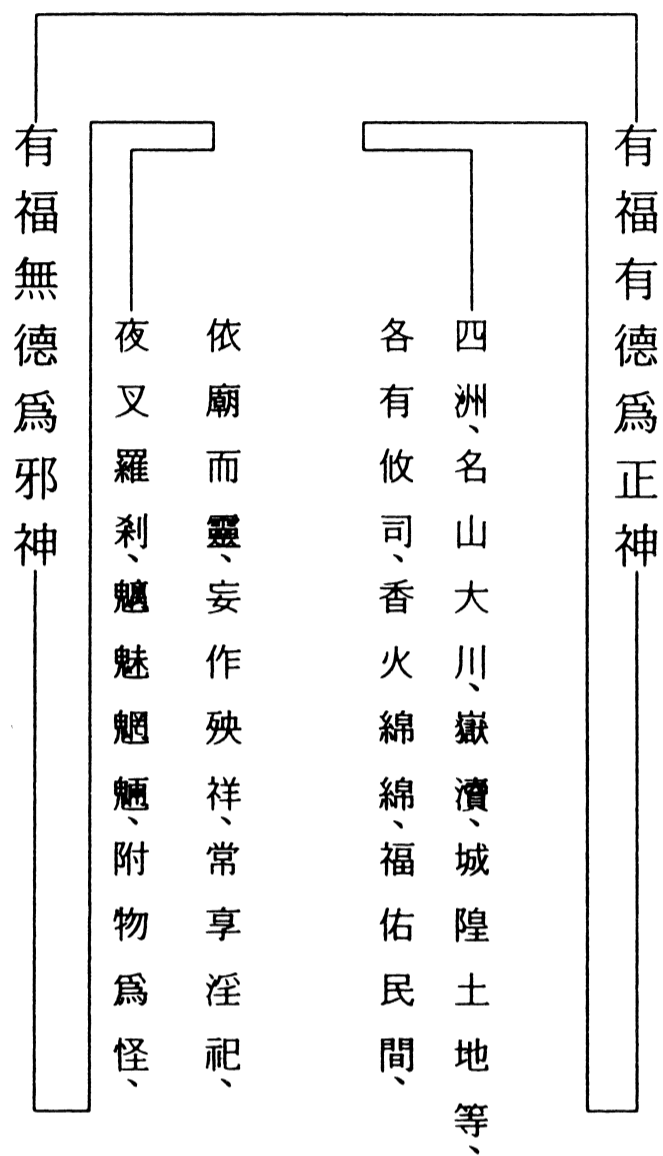 有福有德爲正神
四洲、名山大川、嶽瀆、城隍土地等、
各有攸司、香火綿綿、福佑民間、
有福無德爲邪神
夜叉羅剎、魑魅魍魎、附物爲怪、
依廟而靈、妄作殃祥、常享淫祀、